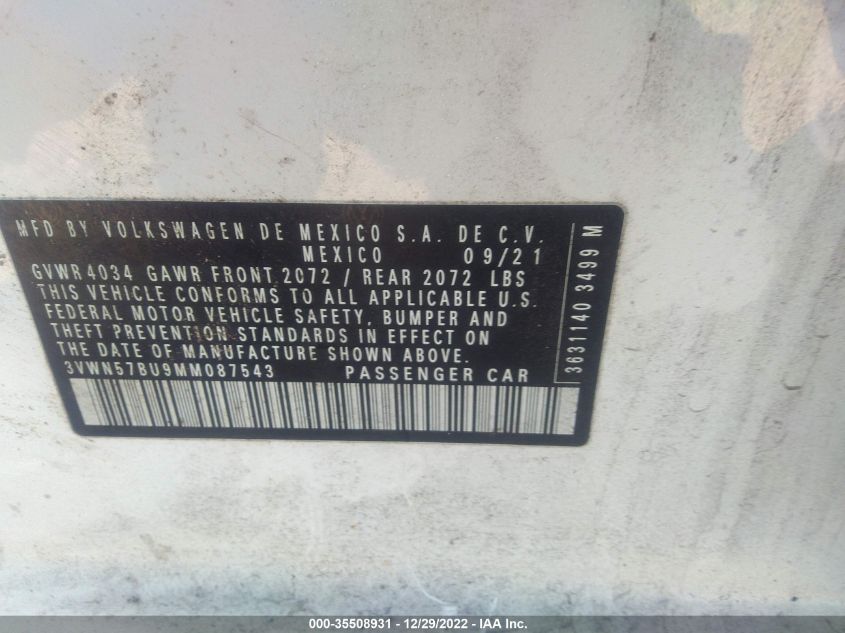 MFD BY VOLKSWAGEN DE MEXICO S.A. DE C.V.
MEXICO 09/21
GVWR 4034 GAWR FRONT 2072 / REAR 2072 LBS
THIS VEHICLE CONFORMS TO ALL APPLICABLE U.S.
FEDERAL MOTOR VEHICLE SAFETY, BUMPER AND
THEFT PREVENTION STANDARDS IN EFFECT ON
THE DATE OF MANUFACTURE SHOWN ABOVE.
3VWN57BU9MM087543 PASSENGER CAR
3631140 3499 M
000-35508931 - 12/29/2022 - IAA Inc.